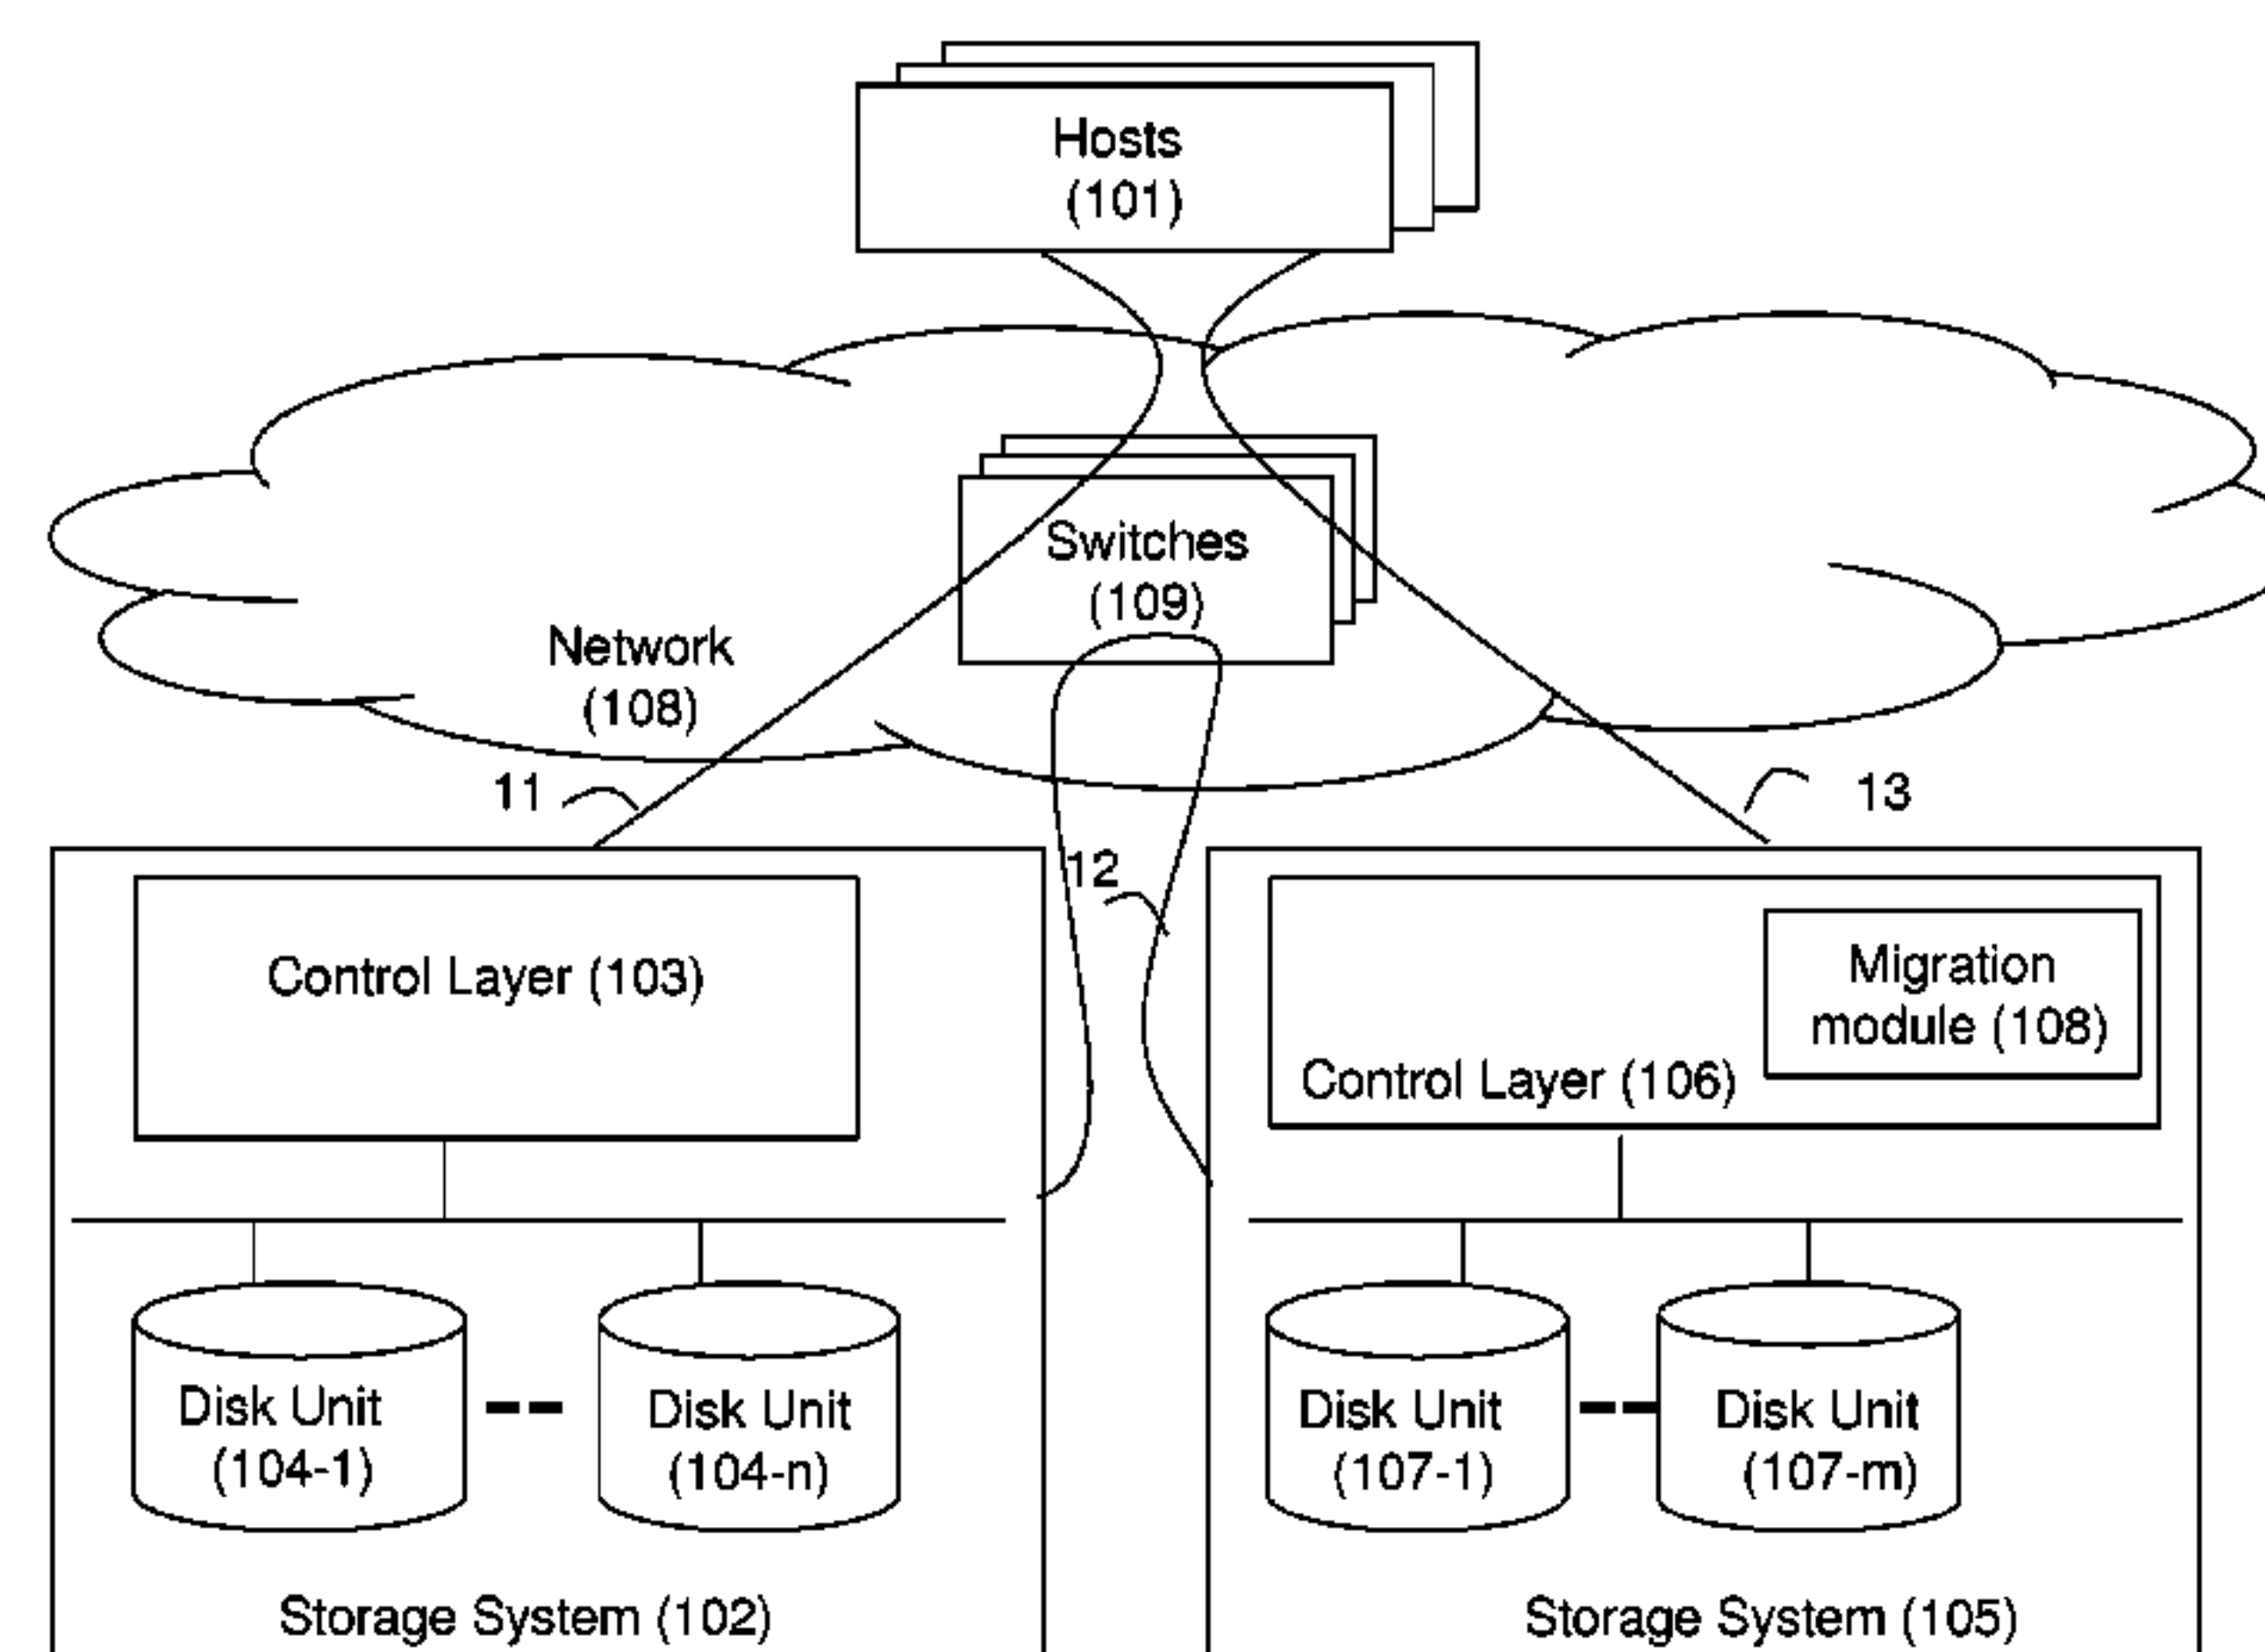 Hosts
(101)
Switches
(109)
Network
(108)
11
13
12
Control Layer (103)
Migration
module (108)
Control Layer (106)
Disk Unit
(104-1)
Disk Unit
(104-n)
Disk Unit
(107-1)
Disk Unit
(107-m)
Storage System (102)
Storage System (105)